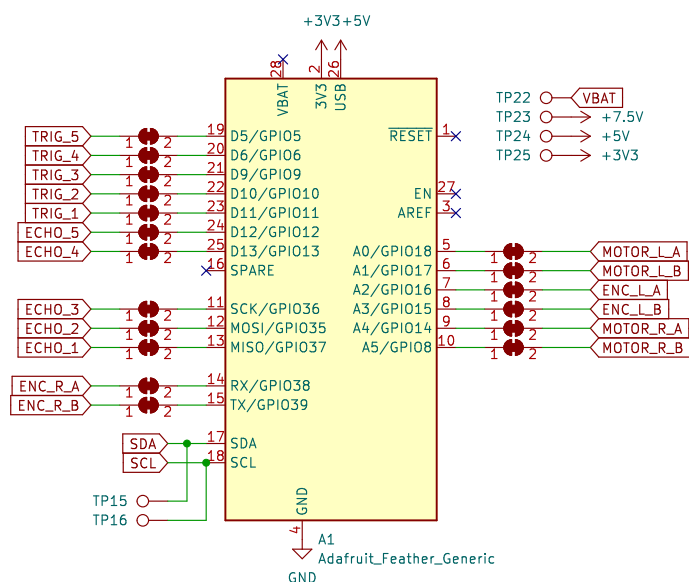 +3V3 +5V
28 2 26
VBAT 3V3 USB
TP22 VBAT
TP23 +7.5V
TP24 +5V
TP25 +3V3
TRIG_5 1 2 19 D5/GPIO5
RESET 1
TRIG_4 1 2 20 D6/GPIO6
TRIG_3 1 2 21 D9/GPIO9
TRIG_2 1 2 22 D10/GPIO10
EN 27
TRIG_1 1 2 23 D11/GPIO11
AREF 3
ECHO_5 1 2 24 D12/GPIO12
ECHO_4 1 2 25 D13/GPIO13
A0/GPIO18 5 1 2 MOTOR_L_A
16 SPARE
A1/GPIO17 6 1 2 MOTOR_L_B
A2/GPIO16 7 1 2 ENC_L_A
ECHO_3 1 2 11 SCK/GPIO36
A3/GPIO15 8 1 2 ENC_L_B
ECHO_2 1 2 12 MOSI/GPIO35
A4/GPIO14 9 1 2 MOTOR_R_A
ECHO_1 1 2 13 MISO/GPIO37
A5/GPIO8 10 1 2 MOTOR_R_B
ENC_R_A 1 2 14 RX/GPIO38
ENC_R_B 1 2 15 TX/GPIO39
SDA 17 SDA
SCL 18 SCL
TP15
TP16
GND
4
A1
Adafruit_Feather_Generic
GND